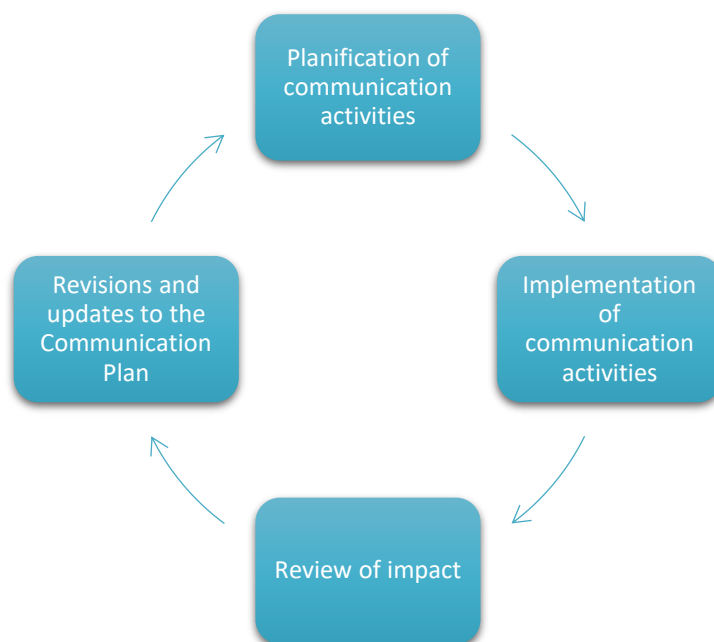 Planification of
communication
activities
Implementation
of
communication
activities
Review of impact
Revisions and
updates to the
Communication
Plan